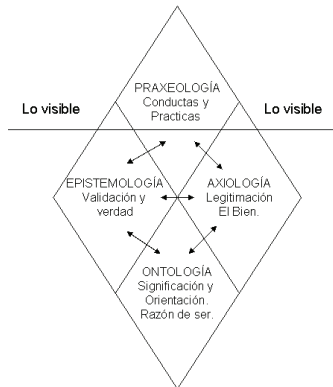 PRAXEOLOGÍA
Conductas y
Practicas
Lo visible
Lo visible
EPISTEMOLOGÍA
Validación y
verdad
AXIOLOGÍA
Legitimación
El Bien.
ONTOLOGÍA
Significación y
Orientación.
Razón de ser.